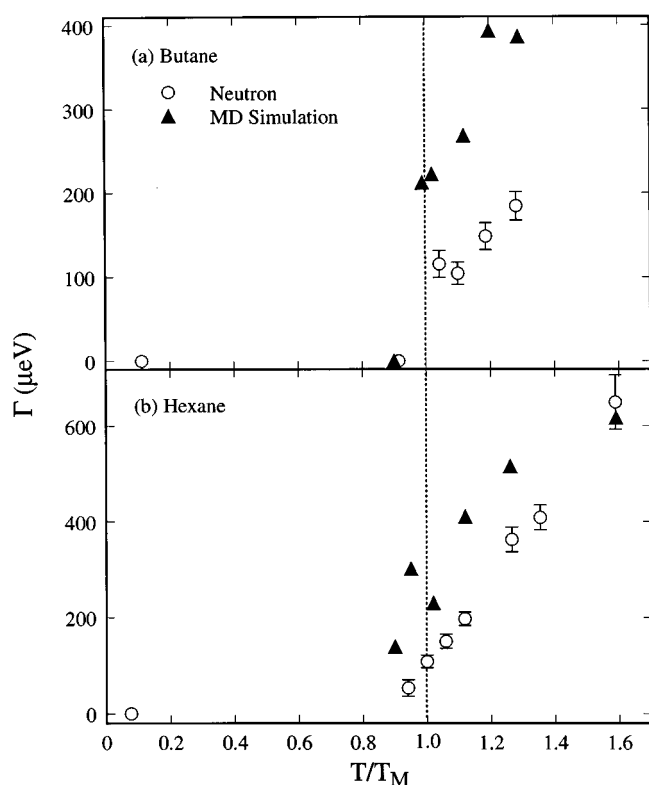 400
(a) Butane
Neutron
MD Simulation
300
200
100
0
Γ (μeV)
(b) Hexane
600
400
200
0
0 0.2 0.4 0.6 0.8 1.0 1.2 1.4 1.6
T/T_M